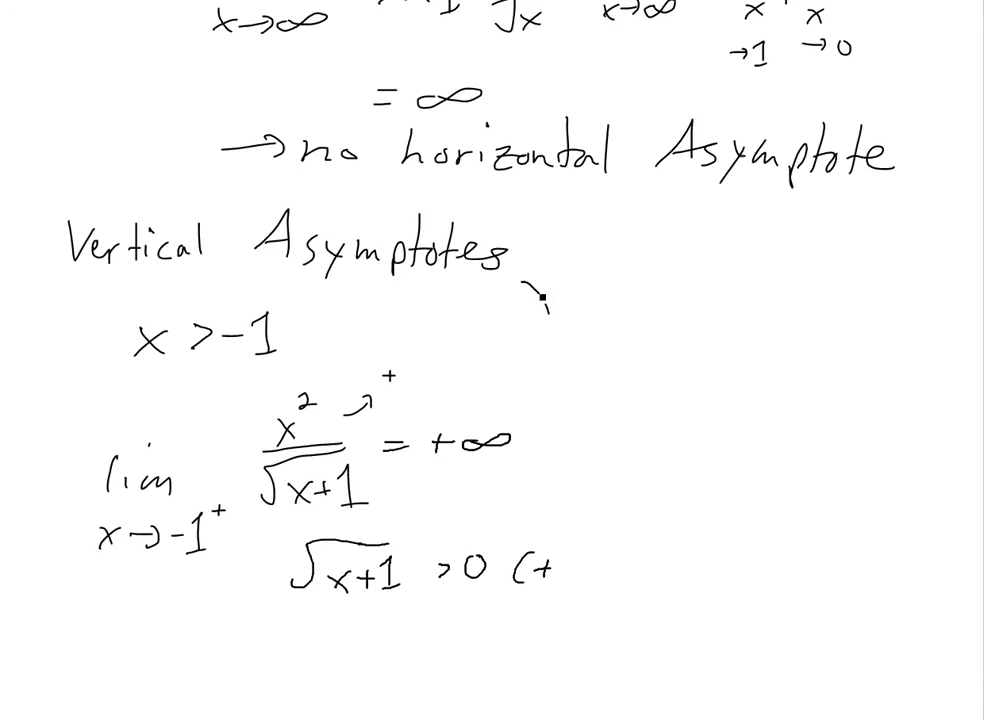 x→∞ √x x→∞ x x
→1 →0
= ∞
→ no horizontal Asymptote
Vertical Asymptotes
x > -1
lim x→-1⁺ x²/√x+1 = +∞
+
√x+1 >0 (+